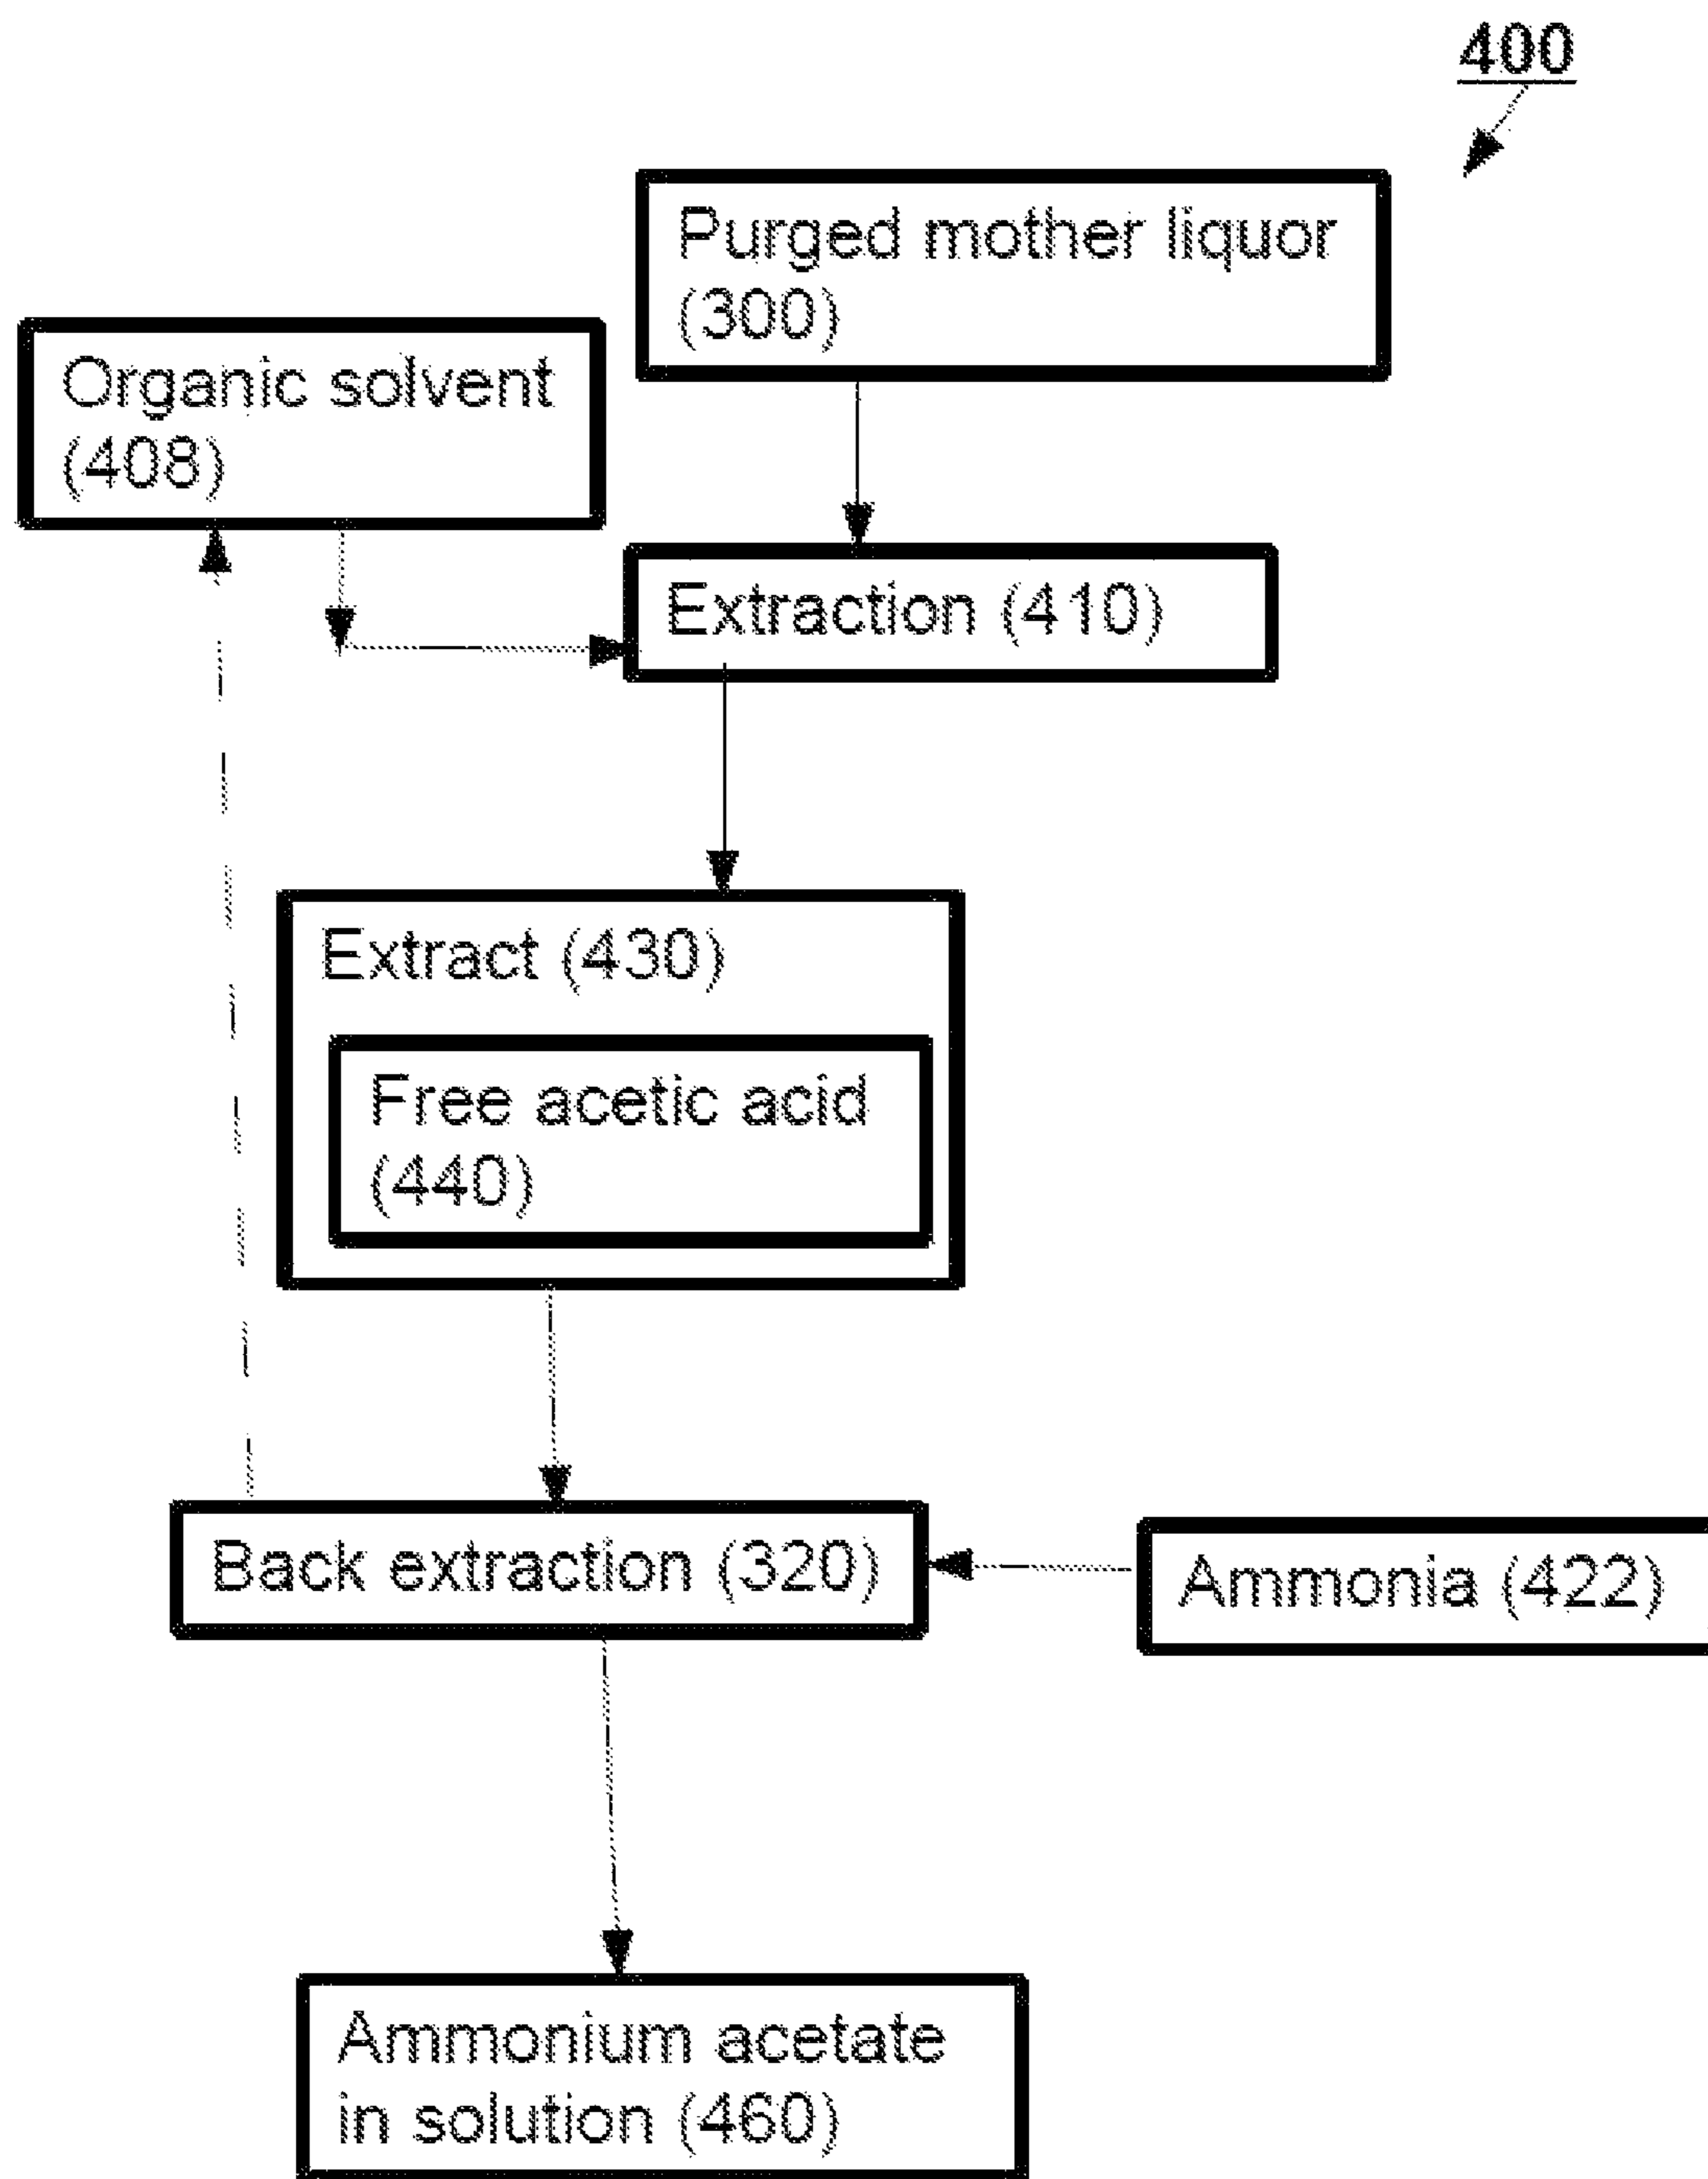 400
Purged mother liquor
(300)
Organic solvent
(408)
Extraction (410)
Extract (430)
Free acetic acid
(440)
Back extraction (320)
Ammonia (422)
Ammonium acetate
in solution (460)